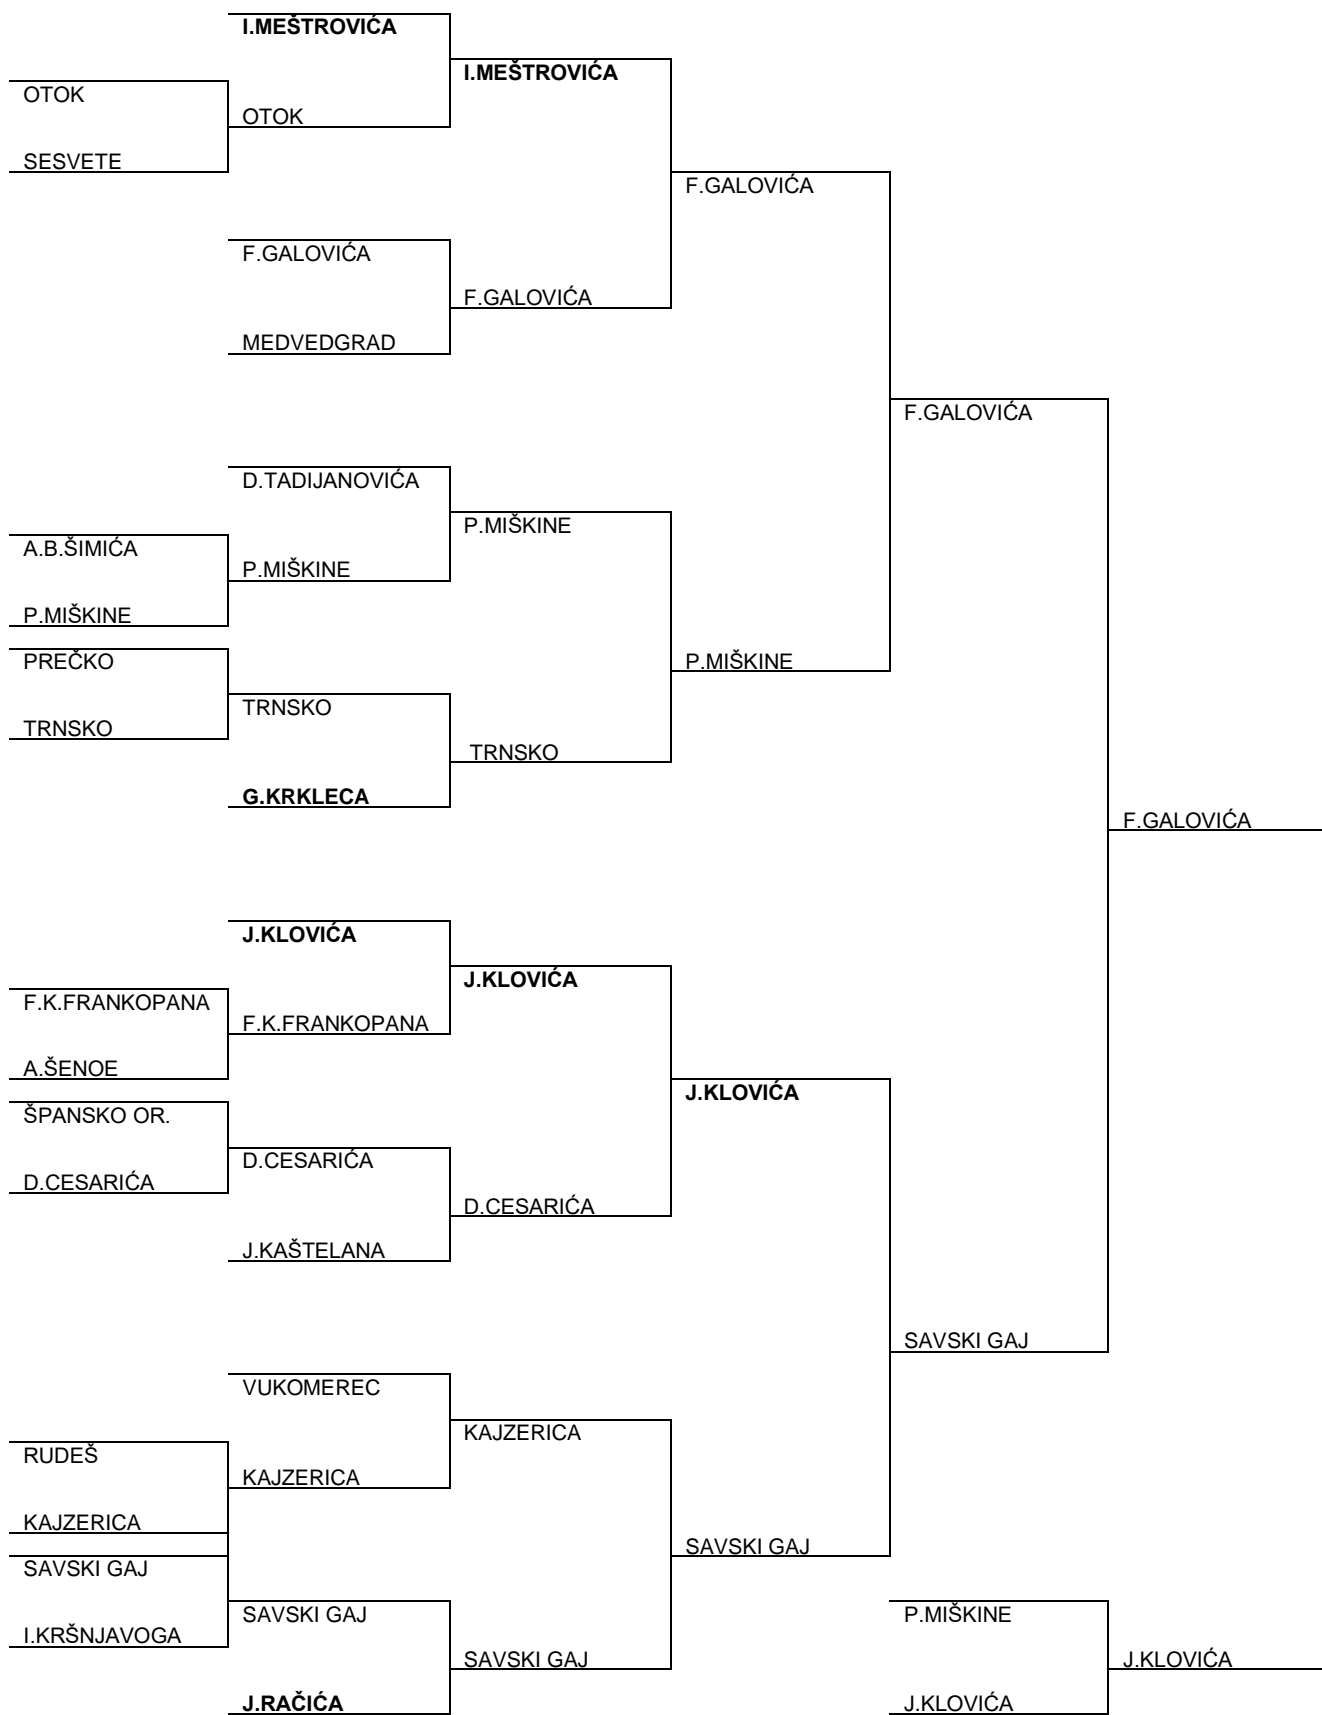 I.MEŠTROVIĆA
I.MEŠTROVIĆA
OTOK
OTOK
SESVETE
F.GALOVIĆA
F.GALOVIĆA
F.GALOVIĆA
MEDVEDGRAD
F.GALOVIĆA
D.TADIJANOVIĆA
P.MIŠKINE
A.B.ŠIMIĆA
P.MIŠKINE
P.MIŠKINE
PREČKO
P.MIŠKINE
TRNSKO
TRNSKO
TRNSKO
G.KRKLECA
F.GALOVIĆA
J.KLOVIĆA
J.KLOVIĆA
F.K.FRANKOPANA
F.K.FRANKOPANA
A.ŠENOE
J.KLOVIĆA
ŠPANSKO OR.
D.CESARIĆA
D.CESARIĆA
D.CESARIĆA
J.KAŠTELANA
SAVSKI GAJ
VUKOMEREC
KAJZERICA
RUDEŠ
KAJZERICA
KAJZERICA
SAVSKI GAJ
SAVSKI GAJ
SAVSKI GAJ
P.MIŠKINE
I.KRŠNJAVOGA
SAVSKI GAJ
J.KLOVIĆA
J.RAČIĆA
J.KLOVIĆA